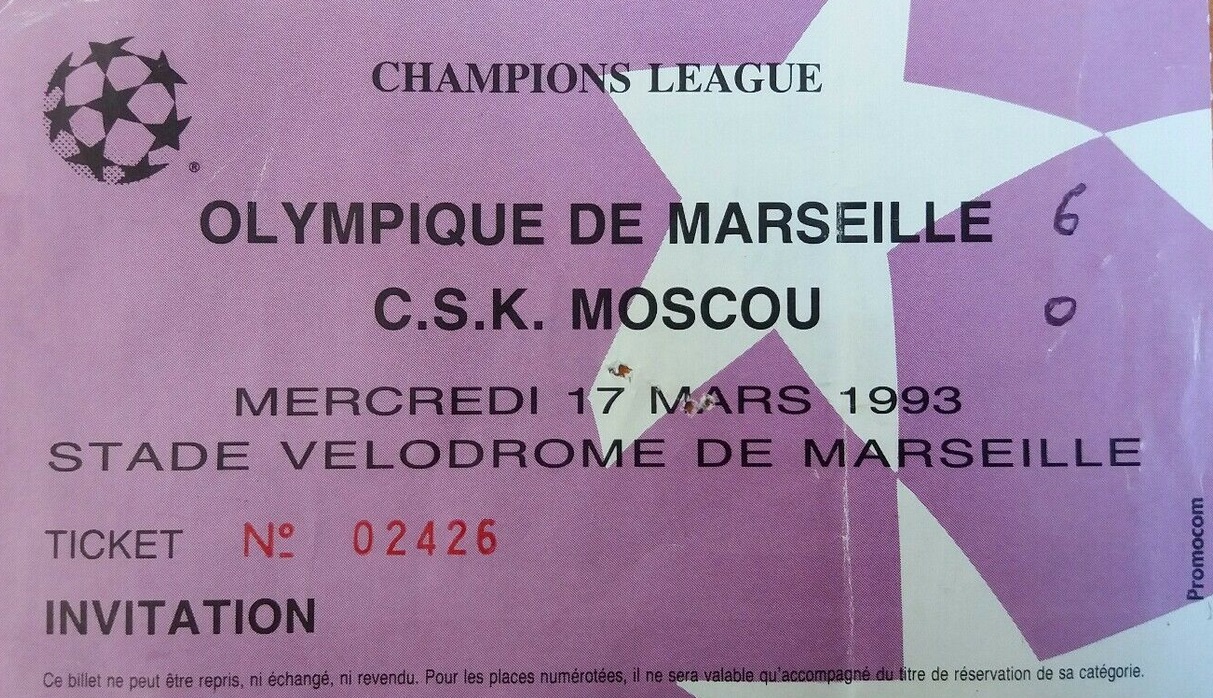 CHAMPIONS LEAGUE
®
OLYMPIQUE DE MARSEILLE 6
C.S.K. MOSCOU 0
MERCREDI 17 MARS 1993
STADE VELODROME DE MARSEILLE
TICKET Nº 02426
INVITATION
Ce billet ne peut être repris, ni échangé, ni revendu. Pour les places numérotées, il ne sera valable qu'accompagné du titre de réservation de sa catégorie.
Promocom